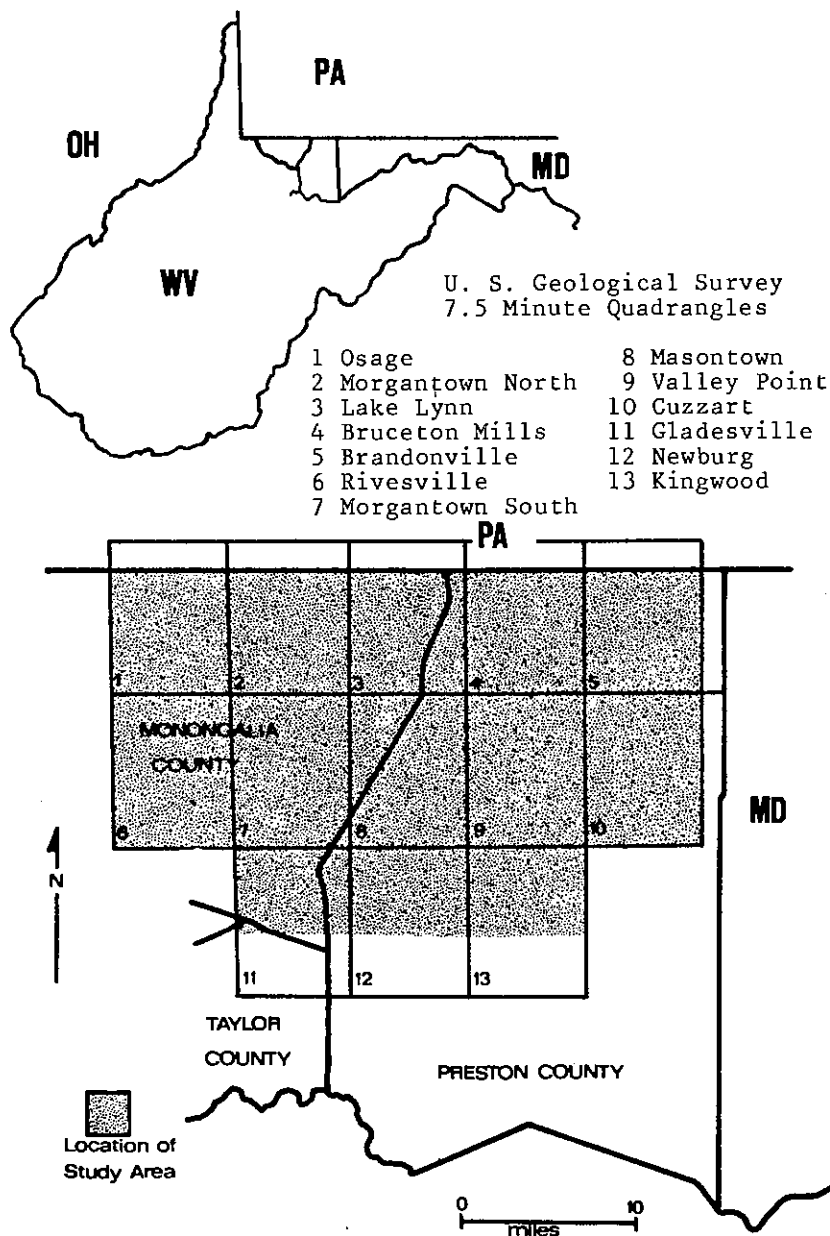 PA
OH
MD
WV
U. S. Geological Survey
7.5 Minute Quadrangles
1 Osage
2 Morgantown North
3 Lake Lynn
4 Bruceton Mills
5 Brandonville
6 Rivesville
7 Morgantown South
8 Masontown
9 Valley Point
10 Cuzzart
11 Gladesville
12 Newburg
13 Kingwood
PA
1
2
3
4
5
MONONGALIA
COUNTY
6
7
8
9
10
MD
N
11
12
13
TAYLOR
COUNTY
PRESTON COUNTY
Location of
Study Area
0
10
miles